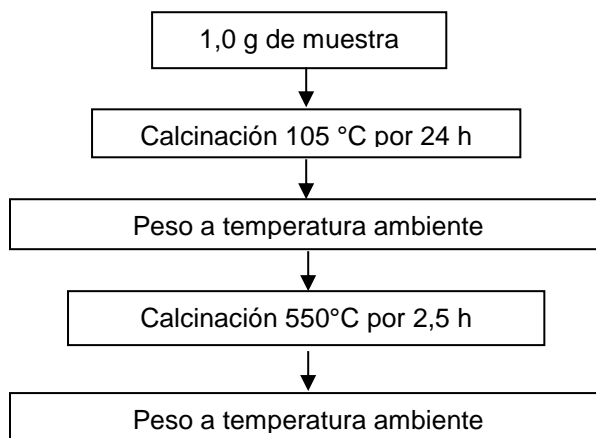 1,0 g de muestra
Calcinación 105 °C por 24 h
Peso a temperatura ambiente
Calcinación 550°C por 2,5 h
Peso a temperatura ambiente